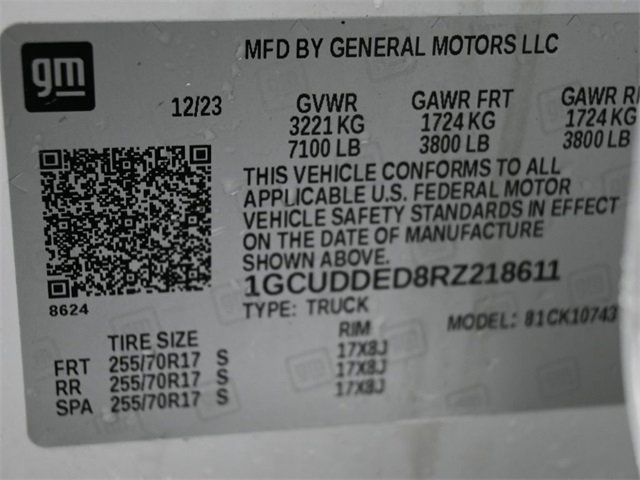 gm
MFD BY GENERAL MOTORS LLC
12/23 GVWR GAWR FRT GAWR
3221 KG 1724 KG 1724 KG
7100 LB 3800 LB 3800 LB
THIS VEHICLE CONFORMS TO ALL
APPLICABLE U.S. FEDERAL MOTOR
VEHICLE SAFETY STANDARDS IN EFFECT
ON THE DATE OF MANUFACTURE
SHOWN ABOVE.
1GCUDDED8RZ218611
8624
TYPE: TRUCK
MODEL: 81CK10743
TIRE SIZE RIM
FRT 255/70R17 S 17X8J
RR 255/70R17 S 17X8J
SPA 255/70R17 S 17X8J